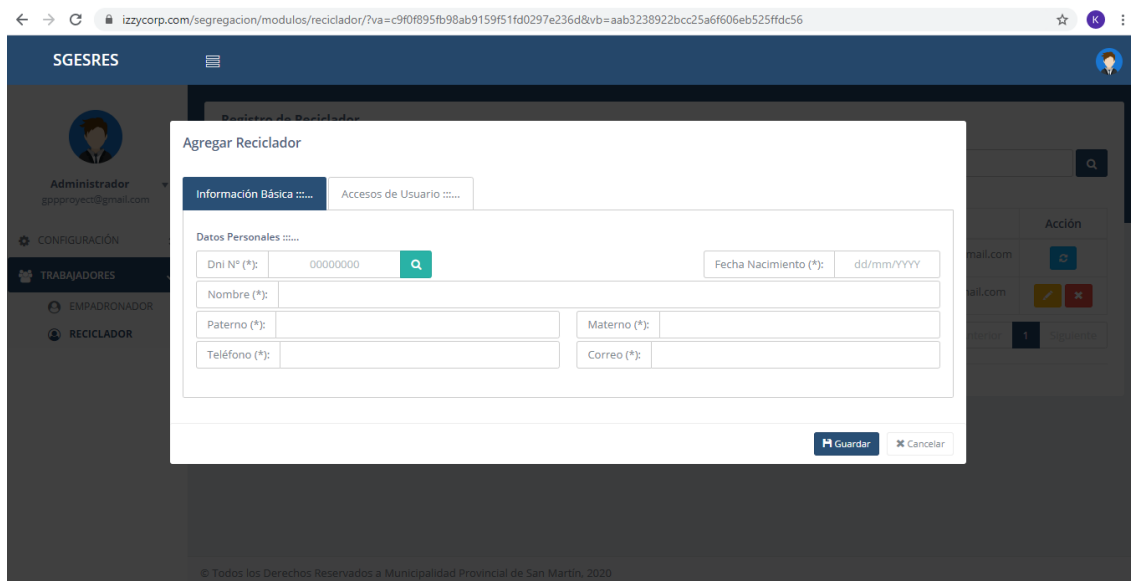 izzycorp.com/segregacion/modulos/reciclador/?va=c9f0f895fb98ab9159f51fd0297e236d&vb=aab3238922bcc25a6f606eb525ffdc56
K
SGESRES
Registro de Reciclador
Agregar Reciclador
Información Básica :::...
Accesos de Usuario :::...
Administrador
gppproyect@gmail.com
Datos Personales :::...
Acción
CONFIGURACIÓN
Dni N° (*):
00000000
Fecha Nacimiento (*):
dd/mm/YYYY
mail.com
TRABAJADORES
Nombre (*):
ail.com
EMPADRONADOR
Paterno (*):
Materno (*):
RECICLADOR
1
Siguiente
Teléfono (*):
Correo (*):
Guardar
Cancelar
© Todos los Derechos Reservados a Municipalidad Provincial de San Martín, 2020